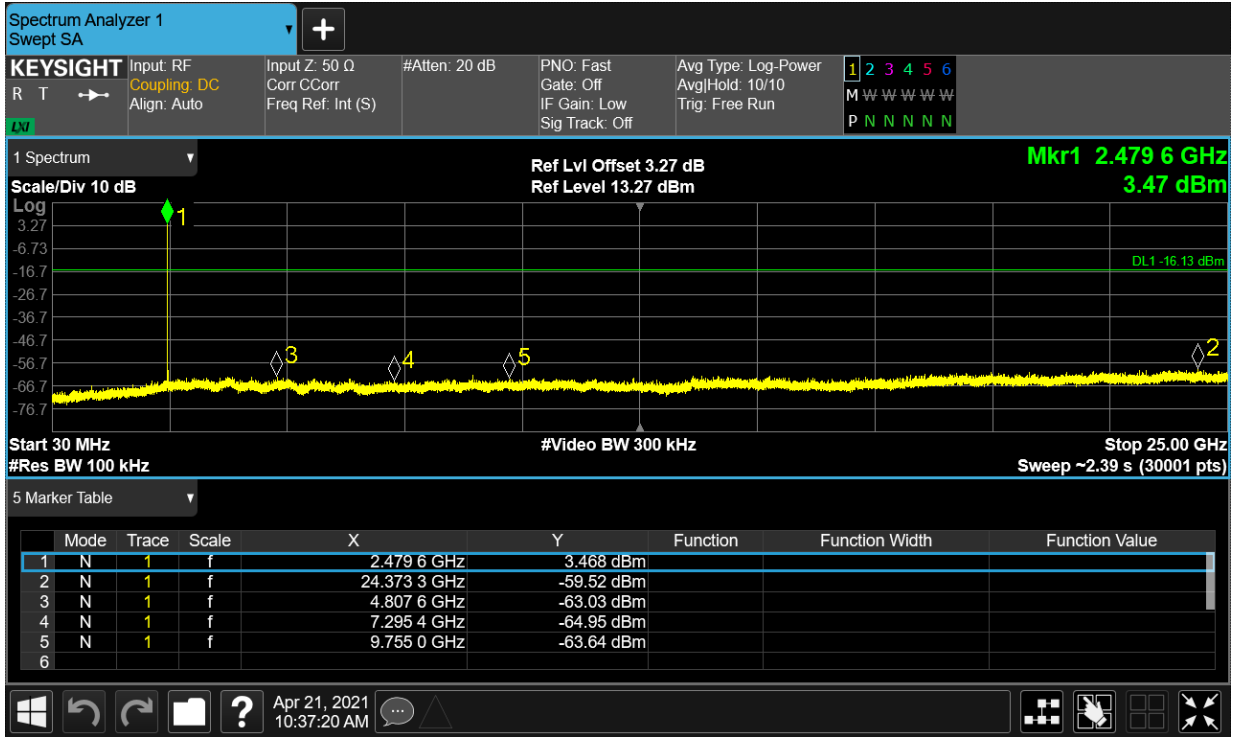 Spectrum Analyzer 1
Swept SA
KEYSIGHT
R T
LXI
Input: RF
Coupling: DC
Align: Auto
Input Z: 50 Ω
Corr CCorr
Freq Ref: Int (S)
#Atten: 20 dB
PNO: Fast
Gate: Off
IF Gain: Low
Sig Track: Off
Avg Type: Log-Power
Avg|Hold: 10/10
Trig: Free Run
1 2 3 4 5 6
M W W W W W
P N N N N N
1 Spectrum
Scale/Div 10 dB
Ref Lvl Offset 3.27 dB
Ref Level 13.27 dBm
Mkr1 2.479 6 GHz
3.47 dBm
Log
3.27
-6.73
-16.7
-26.7
-36.7
-46.7
-56.7
-66.7
-76.7
1
DL1 -16.13 dBm
3
4
5
2
Start 30 MHz
#Video BW 300 kHz
Stop 25.00 GHz
#Res BW 100 kHz
Sweep ~2.39 s (30001 pts)
5 Marker Table
Mode Trace Scale X Y Function Function Width Function Value
1 N 1 f 2.479 6 GHz 3.468 dBm
2 N 1 f 24.373 3 GHz -59.52 dBm
3 N 1 f 4.807 6 GHz -63.03 dBm
4 N 1 f 7.295 4 GHz -64.95 dBm
5 N 1 f 9.755 0 GHz -63.64 dBm
6
?
Apr 21, 2021
10:37:20 AM